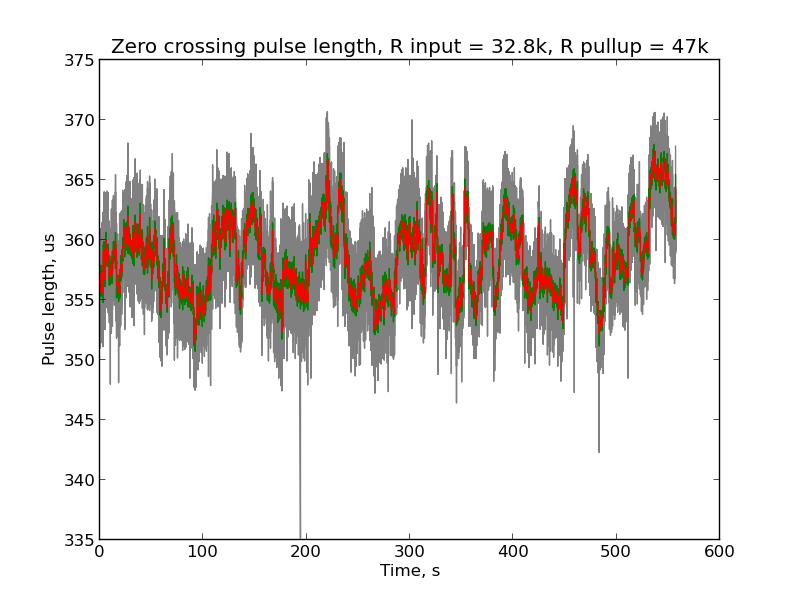 Zero crossing pulse length, R input = 32.8k, R pullup = 47k
375
370
365
360
355
350
345
340
335
Pulse length, us
0 100 200 300 400 500 600
Time, s